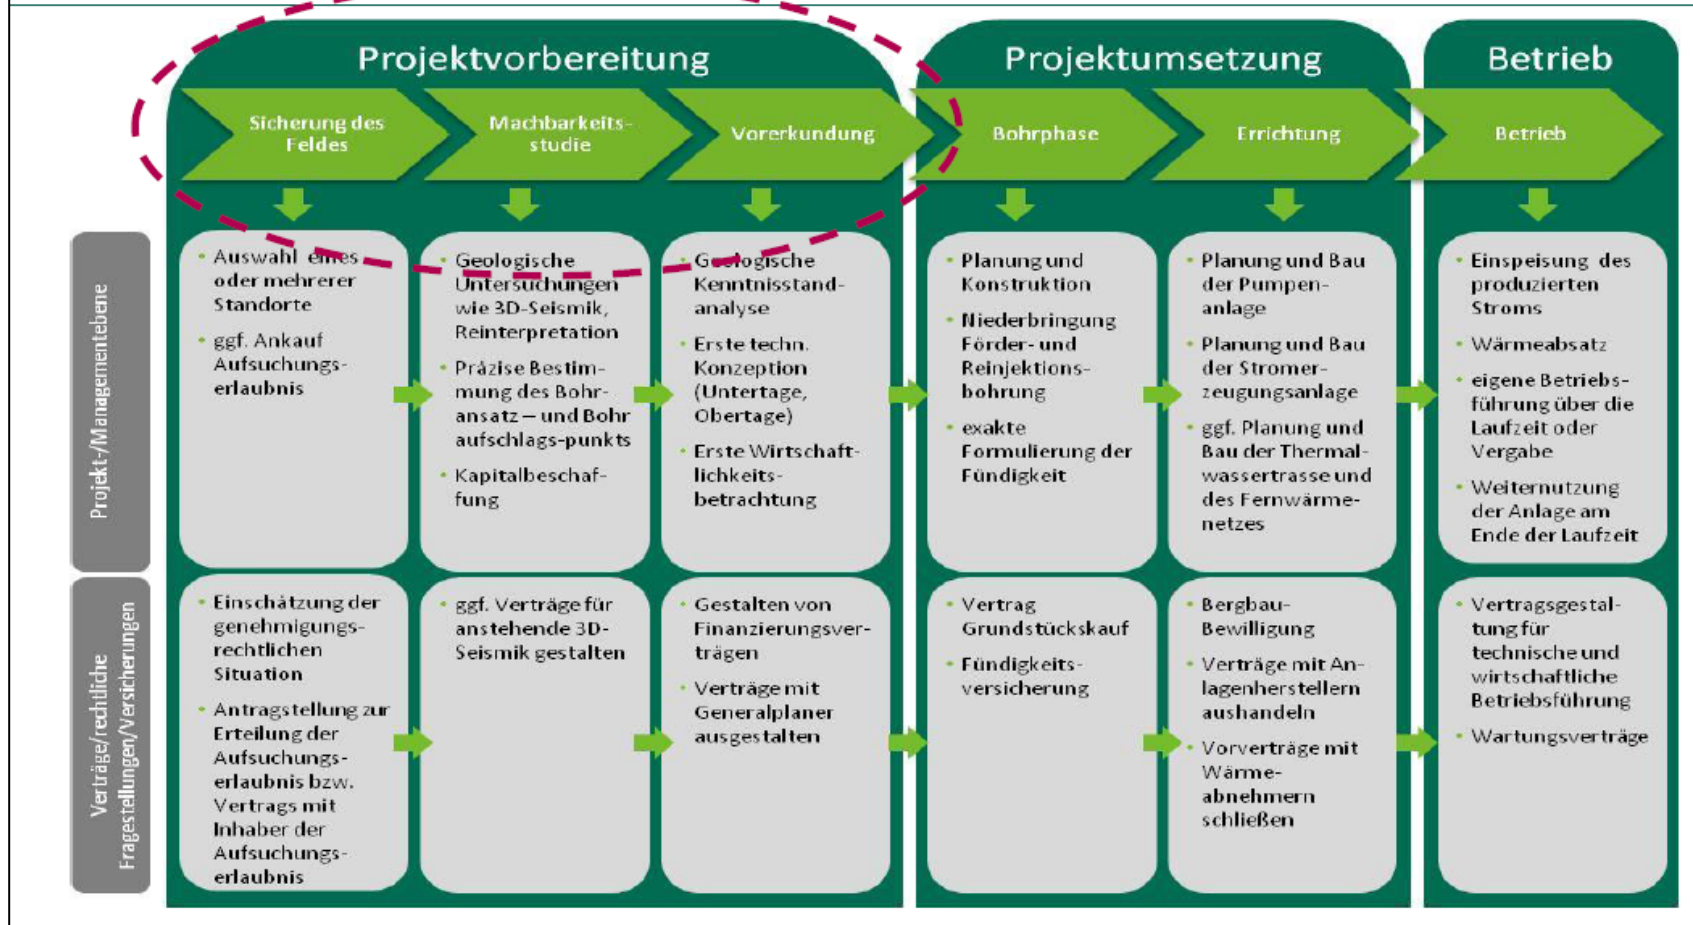 Projektvorbereitung
Projektumsetzung
Betrieb
Sicherung des
Feldes
Machbarkeits-
studie
Vorerkundung
Bohrphase
Errichtung
Betrieb
Projekt-/Managementebene
• Auswahl eines
oder mehrerer
Standorte
• ggf. Ankauf
Aufsuchungs-
erlaubnis
• Geologische
Untersuchungen
wie 3D-Seismik,
Reinterpretation
• Präzise Bestim-
mung des Bohr-
ansatz – und Bohr
aufschlags-punkts
• Kapitalbeschaf-
fung
• Geologische
Kenntnisstand-
analyse
• Erste techn.
Konzeption
(Untertage,
Obertage)
• Erste Wirtschaft-
lichkeits-
betrachtung
• Planung und
Konstruktion
• Niederbringung
Förder- und
Reinjektions-
bohrung
• exakte
Formulierung der
Fündigkeit
• Planung und Bau
der Pumpen-
anlage
• Planung und Bau
der Stromer-
zeugungsanlage
• ggf. Planung und
Bau der Thermal-
wassertrasse und
des Fernwärme-
netzes
• Einspeisung des
produzierten
Stroms
• Wärmeabsatz
• eigene Betriebs-
führung über die
Laufzeit oder
Vergabe
• Weiternutzung
der Anlage am
Ende der Laufzeit
Verträge/rechtliche
Fragestellungen/Versicherungen
• Einschätzung der
genehmigungs-
rechtlichen
Situation
• Antragstellung zur
Erteilung der
Aufsuchungs-
erlaubnis bzw.
Vertrags mit
Inhaber der
Aufsuchungs-
erlaubnis
• ggf. Verträge für
anstehende 3D-
Seismik gestalten
• Gestalten von
Finanzierungsver-
trägen
• Verträge mit
Generalplaner
ausgestalten
• Vertrag
Grundstückskauf
• Fündigkeits-
versicherung
• Bergbau-
Bewilligung
• Verträge mit An-
lagenherstellern
aushandeln
• Vorverträge mit
Wärme-
abnehmern
schließen
• Vertragsgestal-
tung für
technische und
wirtschaftliche
Betriebsführung
• Wartungsverträge